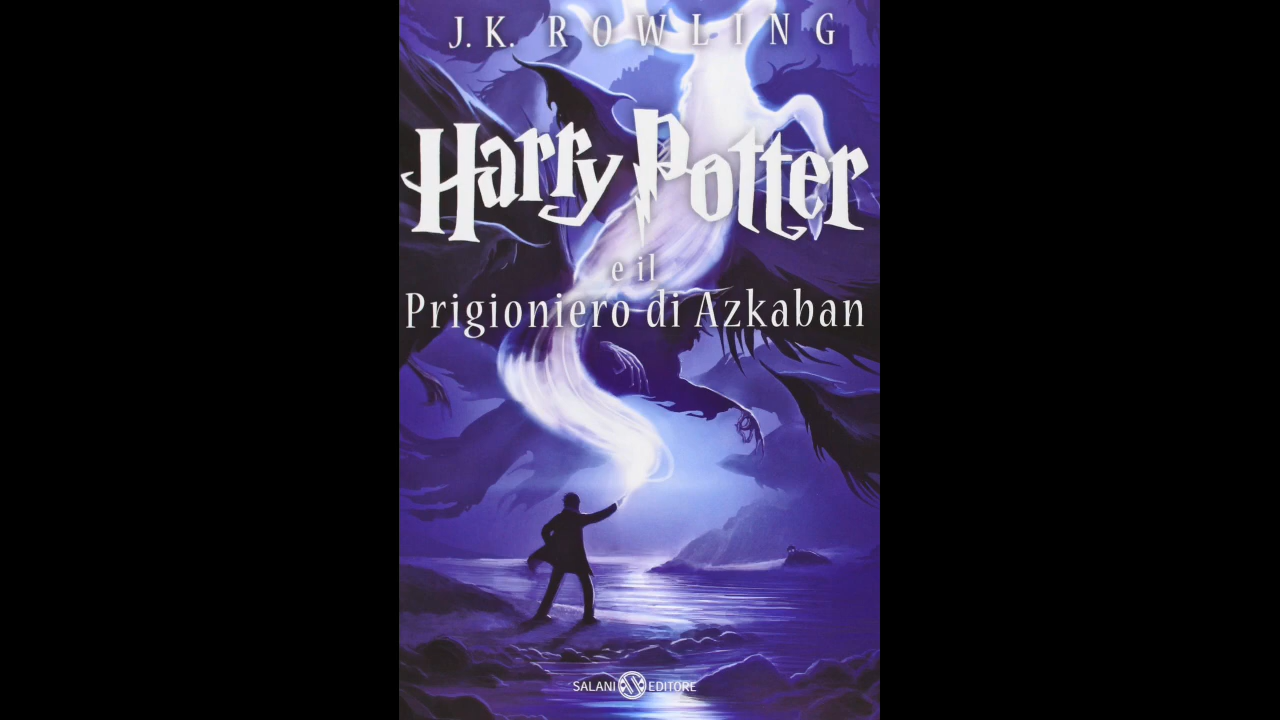 J. K. ROWLING
Harry Potter
e il
Prigioniero di Azkaban
SALANI EDITORE